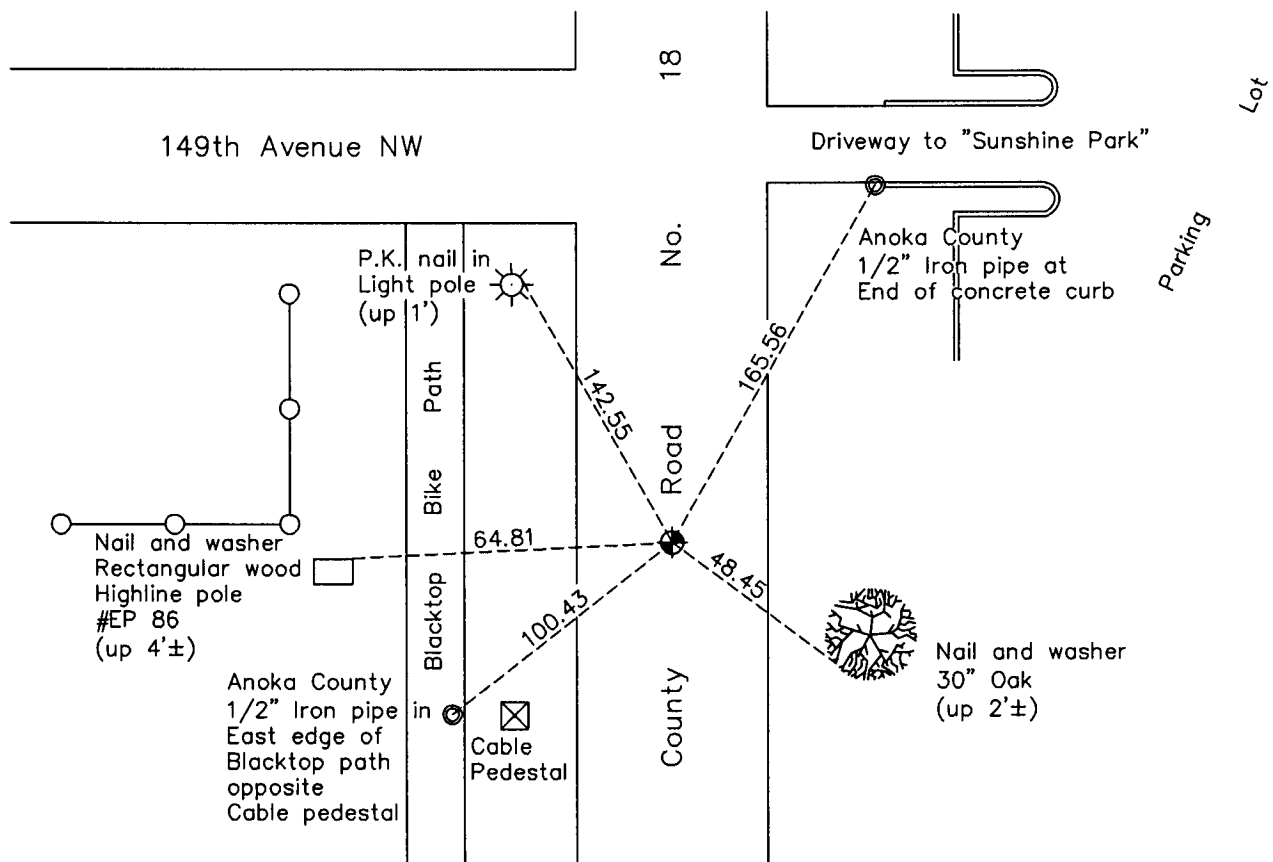 149th Avenue NW
County Road No. 18
Driveway to "Sunshine Park"
Parking Lot
P.K. nail in
Light pole
(up 1')
Anoka County
1/2" Iron pipe at
End of concrete curb
Blacktop Bike Path
142.55
165.56
64.81
48.45
100.43
Nail and washer
Rectangular wood
Highline pole
#EP 86
(up 4'±)
Anoka County
1/2" Iron pipe in
East edge of
Blacktop path
opposite
Cable pedestal
Cable
Pedestal
Nail and washer
30" Oak
(up 2'±)